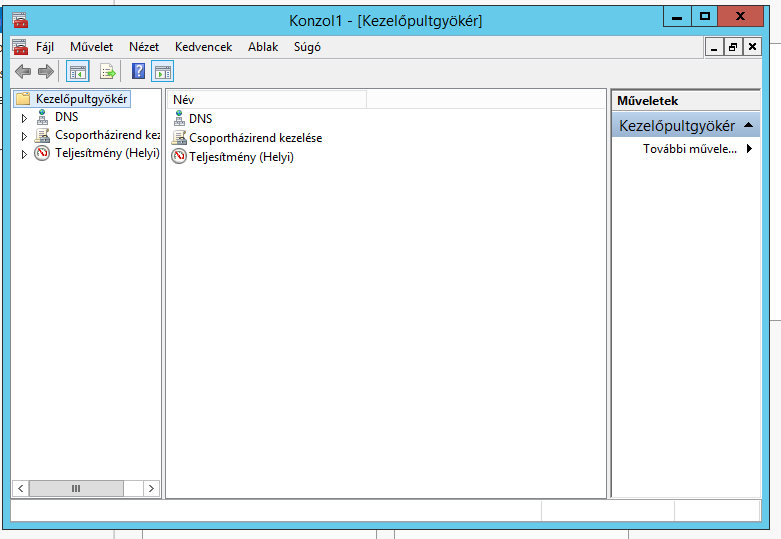 Konzol1 - [Kezelőpultgyökér]
Fájl Művelet Nézet Kedvencek Ablak Súgó
Kezelőpultgyökér
DNS
Csoportházirend kez
Teljesítmény (Helyi)
Név
DNS
Csoportházirend kezelése
Teljesítmény (Helyi)
Műveletek
Kezelőpultgyökér
További művele...